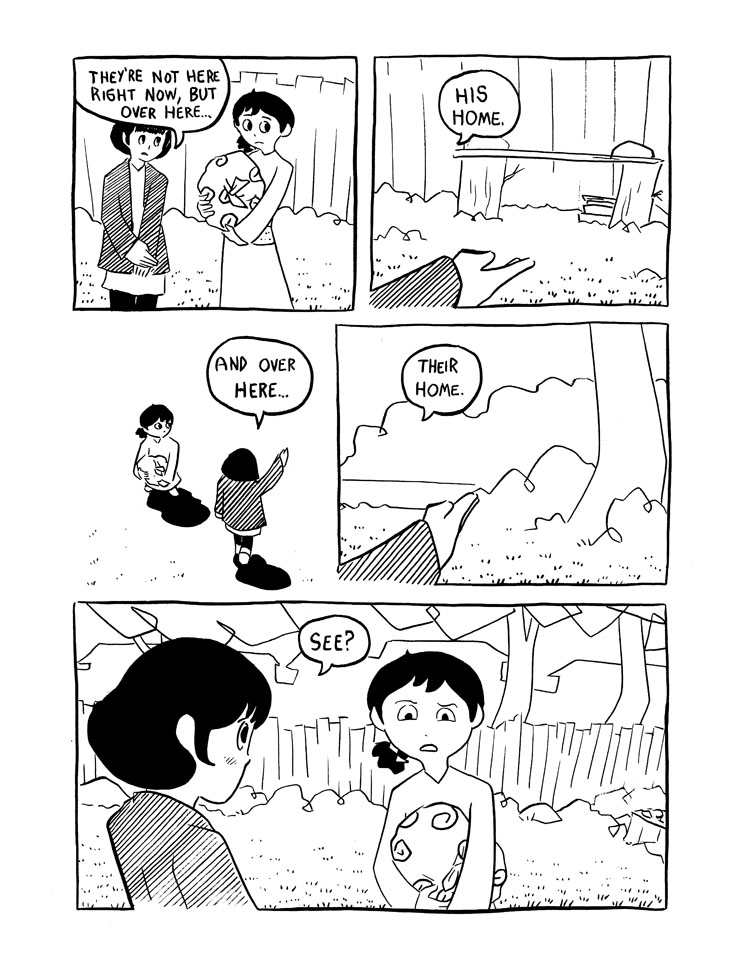 THEY'RE NOT HERE
RIGHT NOW, BUT
OVER HERE...
HIS
HOME.
AND OVER
HERE...
THEIR
HOME.
SEE?